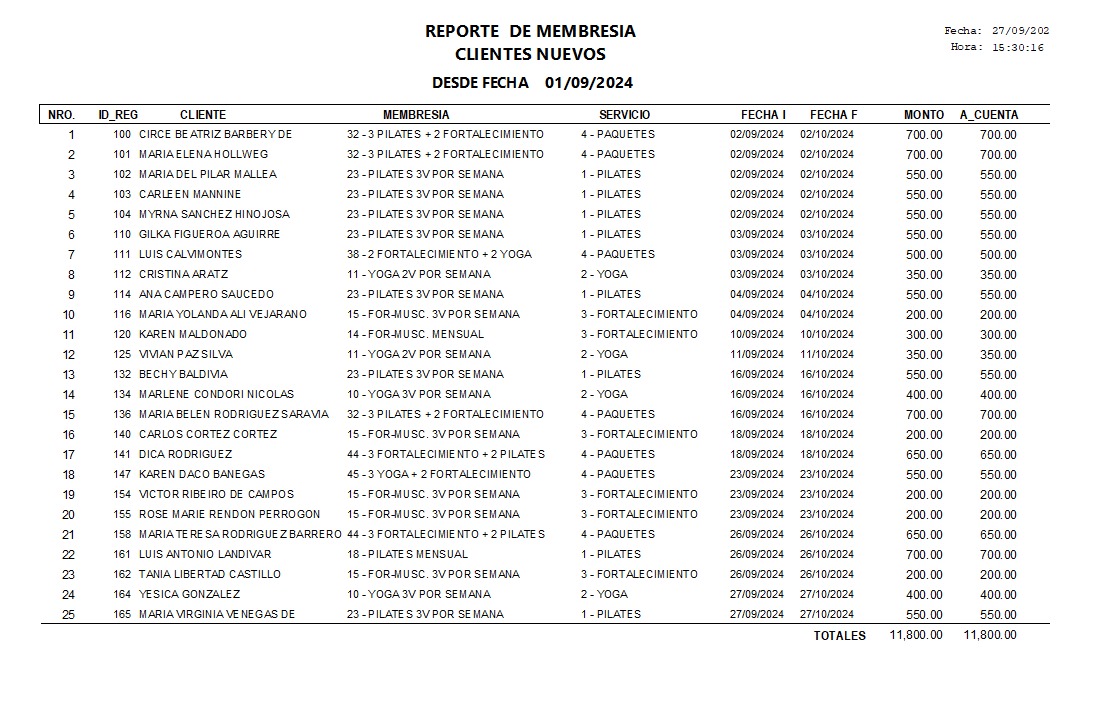 REPORTE DE MEMBRESIA
CLIENTES NUEVOS
DESDE FECHA 01/09/2024
Fecha: 27/09/202
Hora: 15:30:16
NRO. ID_REG CLIENTE MEMBRESIA SERVICIO FECHA I FECHA F MONTO A_CUENTA
1 100 CIRCE BEATRIZ BARBERY DE 32 - 3 PILATES + 2 FORTALECIMIENTO 4 - PAQUETES 02/09/2024 02/10/2024 700.00 700.00
2 101 MARIA ELENA HOLLWEG 32 - 3 PILATES + 2 FORTALECIMIENTO 4 - PAQUETES 02/09/2024 02/10/2024 700.00 700.00
3 102 MARIA DEL PILAR MALLEA 23 - PILATES 3V POR SEMANA 1 - PILATES 02/09/2024 02/10/2024 550.00 550.00
4 103 CARLEEN MANNINE 23 - PILATES 3V POR SEMANA 1 - PILATES 02/09/2024 02/10/2024 550.00 550.00
5 104 MYRNA SANCHEZ HINOJOSA 23 - PILATES 3V POR SEMANA 1 - PILATES 02/09/2024 02/10/2024 550.00 550.00
6 110 GILKA FIGUEROA AGUIRRE 23 - PILATES 3V POR SEMANA 1 - PILATES 03/09/2024 03/10/2024 550.00 550.00
7 111 LUIS CALVIMONTES 38 - 2 FORTALECIMIENTO + 2 YOGA 4 - PAQUETES 03/09/2024 03/10/2024 500.00 500.00
8 112 CRISTINA ARATZ 11 - YOGA 2V POR SEMANA 2 - YOGA 03/09/2024 03/10/2024 350.00 350.00
9 114 ANA CAMPERO SAUCEDO 23 - PILATES 3V POR SEMANA 1 - PILATES 04/09/2024 04/10/2024 550.00 550.00
10 116 MARIA YOLANDA ALI VEJARANO 15 - FOR-MUSC. 3V POR SEMANA 3 - FORTALECIMIENTO 04/09/2024 04/10/2024 200.00 200.00
11 120 KAREN MALDONADO 14 - FOR-MUSC. MENSUAL 3 - FORTALECIMIENTO 10/09/2024 10/10/2024 300.00 300.00
12 125 VIVIAN PAZ SILVA 11 - YOGA 2V POR SEMANA 2 - YOGA 11/09/2024 11/10/2024 350.00 350.00
13 132 BECHY BALDIVIA 23 - PILATES 3V POR SEMANA 1 - PILATES 16/09/2024 16/10/2024 550.00 550.00
14 134 MARLENE CONDORI NICOLAS 10 - YOGA 3V POR SEMANA 2 - YOGA 16/09/2024 16/10/2024 400.00 400.00
15 136 MARIA BELEN RODRIGUEZ SARAVIA 32 - 3 PILATES + 2 FORTALECIMIENTO 4 - PAQUETES 16/09/2024 16/10/2024 700.00 700.00
16 140 CARLOS CORTEZ CORTEZ 15 - FOR-MUSC. 3V POR SEMANA 3 - FORTALECIMIENTO 18/09/2024 18/10/2024 200.00 200.00
17 141 DICA RODRIGUEZ 44 - 3 FORTALECIMIENTO + 2 PILATES 4 - PAQUETES 18/09/2024 18/10/2024 650.00 650.00
18 147 KAREN DACO BANEGAS 45 - 3 YOGA + 2 FORTALECIMIENTO 4 - PAQUETES 23/09/2024 23/10/2024 550.00 550.00
19 154 VICTOR RIBEIRO DE CAMPOS 15 - FOR-MUSC. 3V POR SEMANA 3 - FORTALECIMIENTO 23/09/2024 23/10/2024 200.00 200.00
20 155 ROSE MARIE RENDON PERROGON 15 - FOR-MUSC. 3V POR SEMANA 3 - FORTALECIMIENTO 23/09/2024 23/10/2024 200.00 200.00
21 158 MARIA TERESA RODRIGUEZ BARRERO 44 - 3 FORTALECIMIENTO + 2 PILATES 4 - PAQUETES 26/09/2024 26/10/2024 650.00 650.00
22 161 LUIS ANTONIO LANDIVAR 18 - PILATES MENSUAL 1 - PILATES 26/09/2024 26/10/2024 700.00 700.00
23 162 TANIA LIBERTAD CASTILLO 15 - FOR-MUSC. 3V POR SEMANA 3 - FORTALECIMIENTO 26/09/2024 26/10/2024 200.00 200.00
24 164 YESICA GONZALEZ 10 - YOGA 3V POR SEMANA 2 - YOGA 27/09/2024 27/10/2024 400.00 400.00
25 165 MARIA VIRGINIA VENEGAS DE 23 - PILATES 3V POR SEMANA 1 - PILATES 27/09/2024 27/10/2024 550.00 550.00
TOTALES 11,800.00 11,800.00